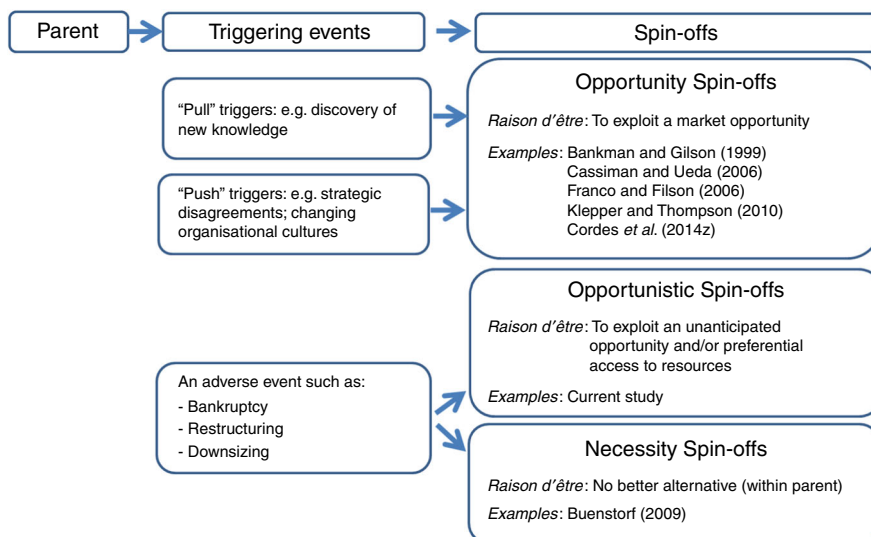 Parent
Triggering events
Spin-offs
"Pull" triggers: e.g. discovery of
new knowledge
"Push" triggers: e.g. strategic
disagreements; changing
organisational cultures
Opportunity Spin-offs
Raison d'être: To exploit a market opportunity
Examples: Bankman and Gilson (1999)
Cassiman and Ueda (2006)
Franco and Filson (2006)
Klepper and Thompson (2010)
Cordes et al. (2014z)
An adverse event such as:
- Bankruptcy
- Restructuring
- Downsizing
Opportunistic Spin-offs
Raison d'être: To exploit an unanticipated
opportunity and/or preferential
access to resources
Examples: Current study
Necessity Spin-offs
Raison d'être: No better alternative (within parent)
Examples: Buenstorf (2009)